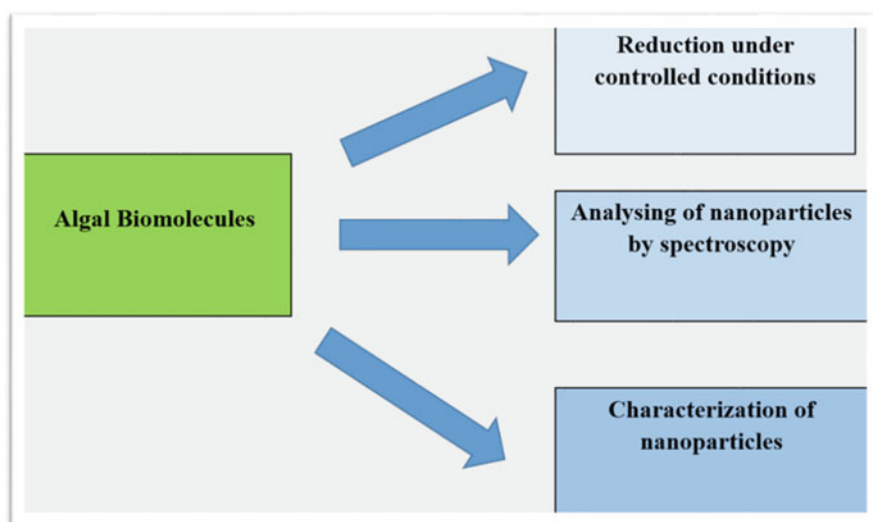 Reduction under
controlled conditions
Algal Biomolecules
Analysing of nanoparticles
by spectroscopy
Characterization of
nanoparticles